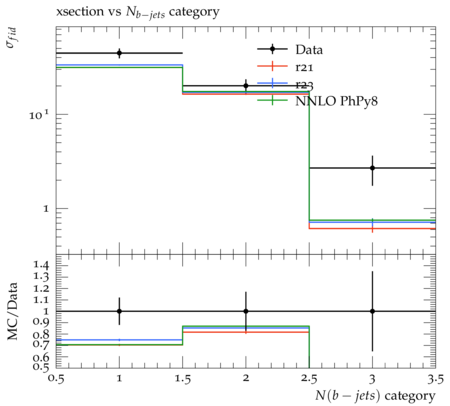 xsection vs N_{b−jets} category
σ_{fid}
Data
r21
r23
NNLO PhPy8
10^1
1
MC/Data
1.4
1.3
1.2
1.1
1
0.9
0.8
0.7
0.6
0.5
0.5 1 1.5 2 2.5 3 3.5
N(b − jets) category